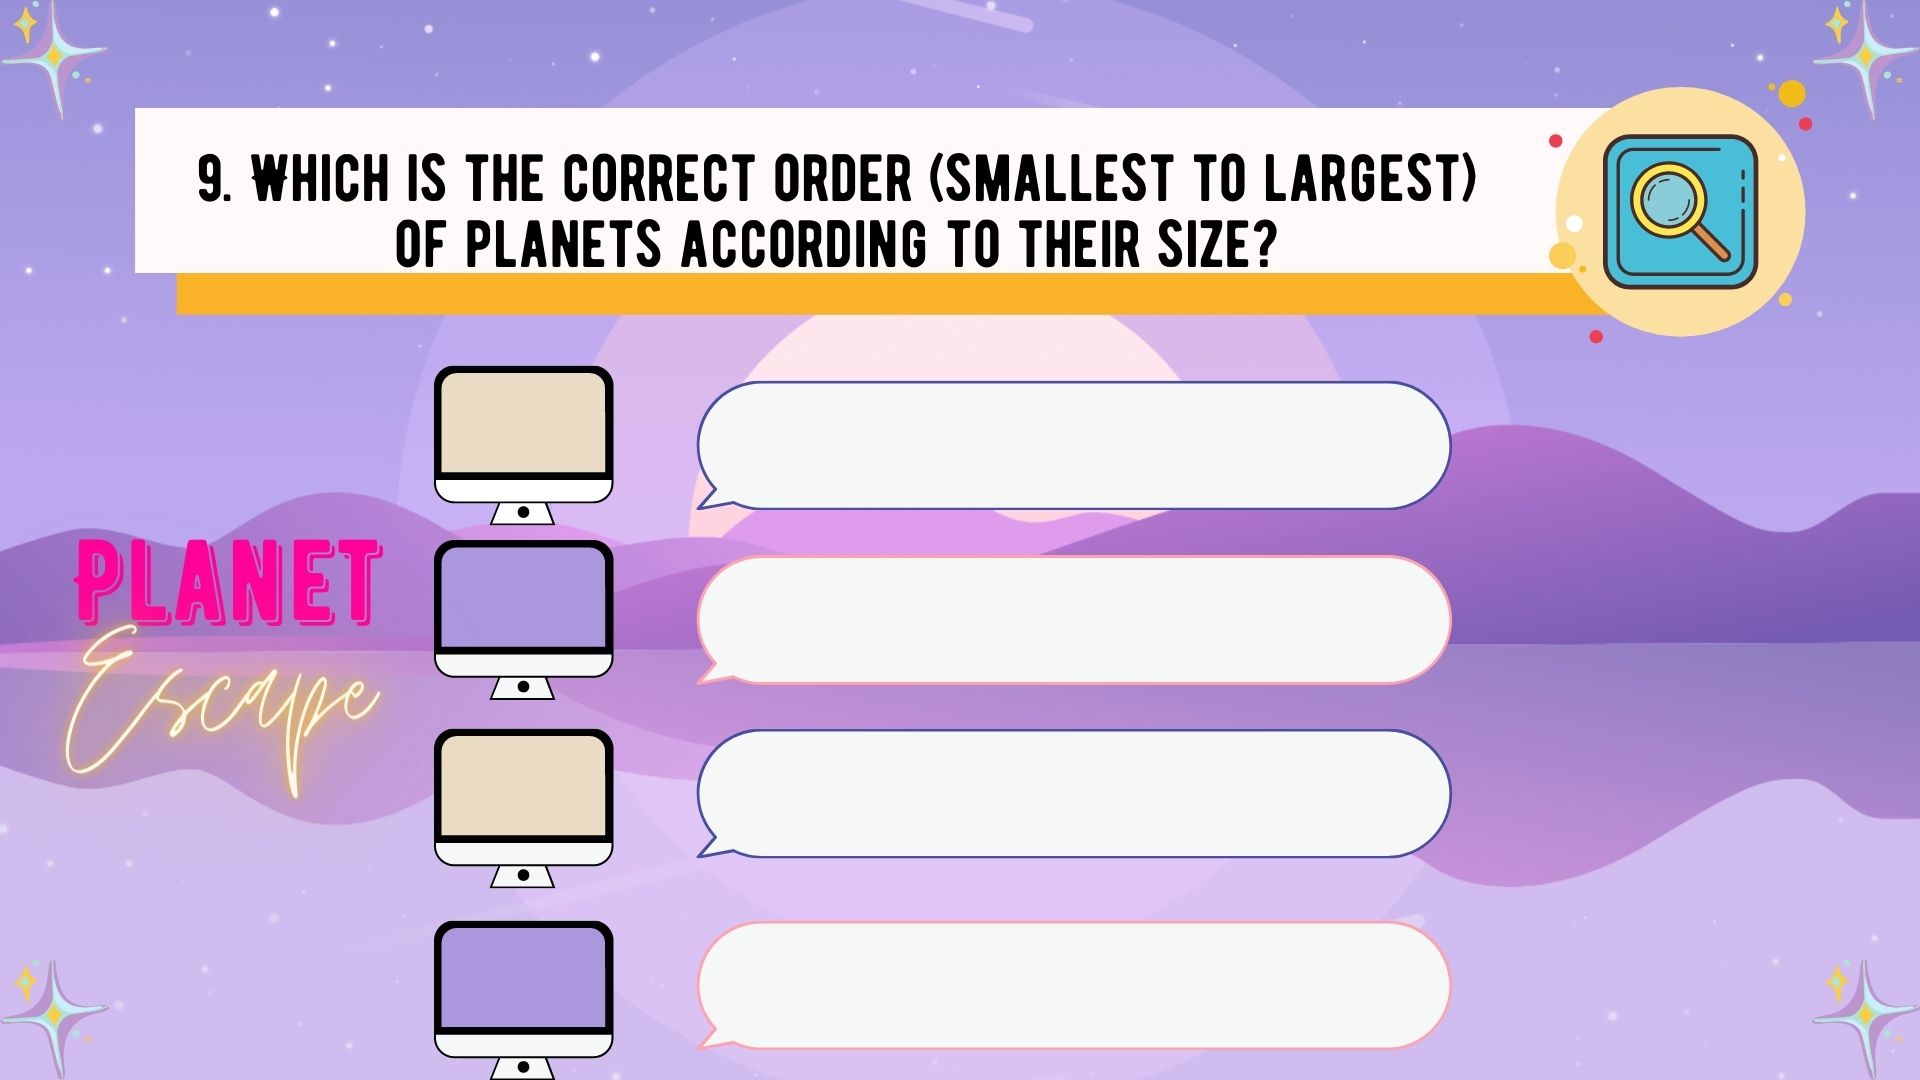 9. WHICH IS THE CORRECT ORDER (SMALLEST TO LARGEST)
OF PLANETS ACCORDING TO THEIR SIZE?
PLANET
Escape